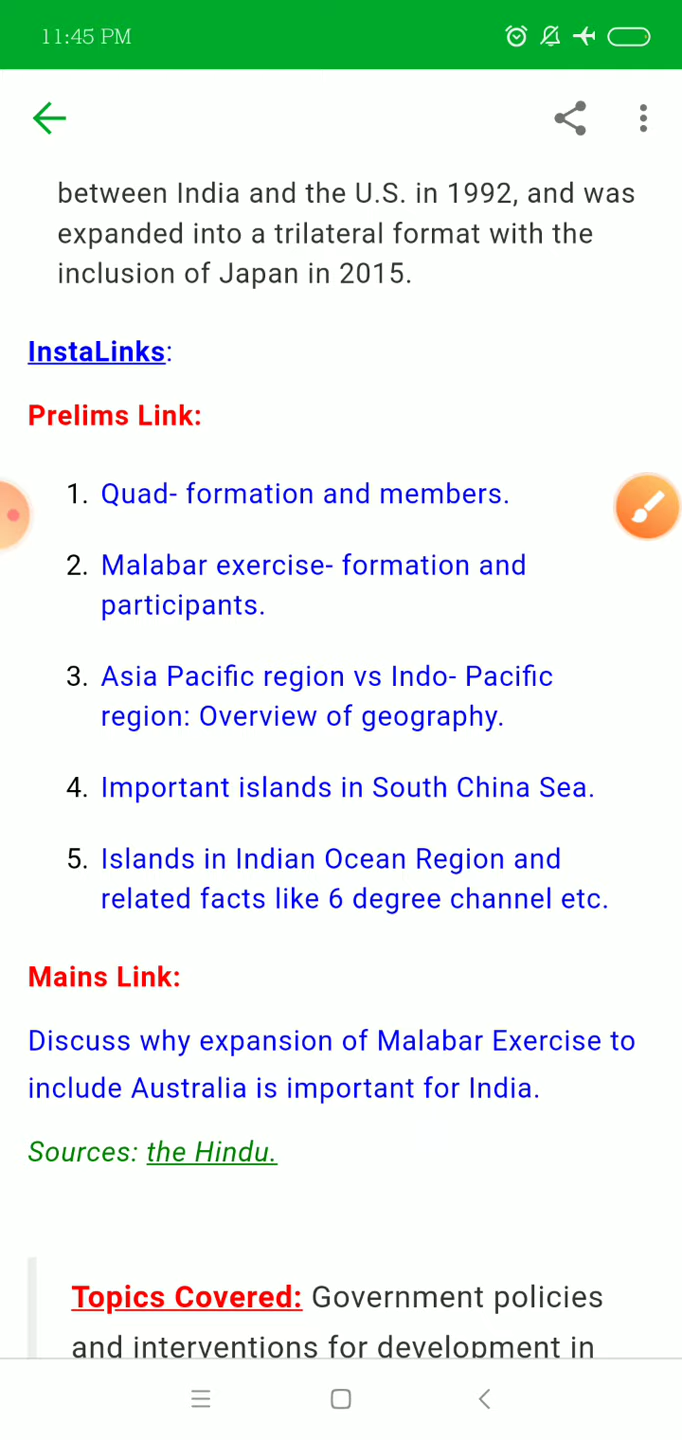 11:45 PM
between India and the U.S. in 1992, and was
expanded into a trilateral format with the
inclusion of Japan in 2015.
InstaLinks:
Prelims Link:
1. Quad- formation and members.
2. Malabar exercise- formation and
participants.
3. Asia Pacific region vs Indo- Pacific
region: Overview of geography.
4. Important islands in South China Sea.
5. Islands in Indian Ocean Region and
related facts like 6 degree channel etc.
Mains Link:
Discuss why expansion of Malabar Exercise to
include Australia is important for India.
Sources: the Hindu.
Topics Covered: Government policies
and interventions for development in